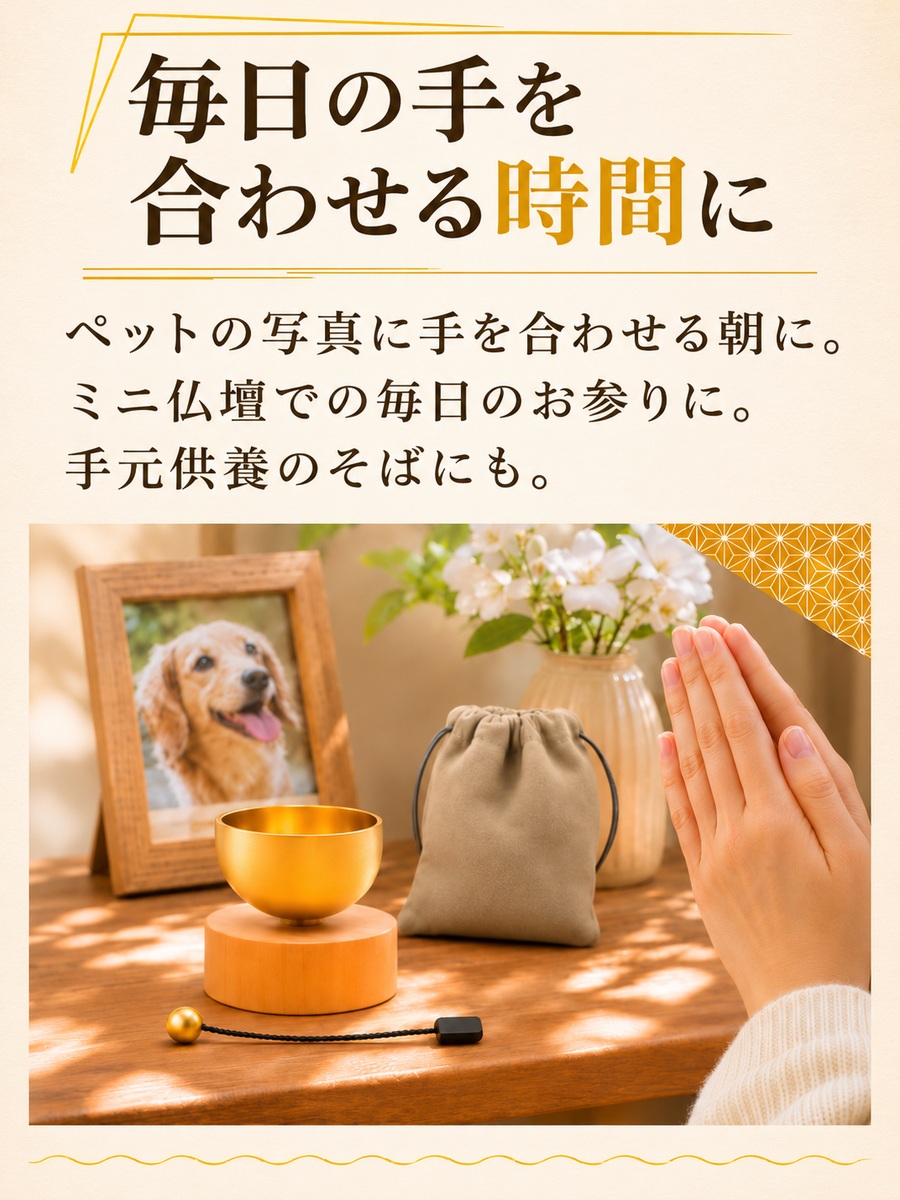 毎日の手を
合わせる時間に
ペットの写真に手を合わせる朝に。
ミニ仏壇での毎日のお参りに。
手元供養のそばにも。